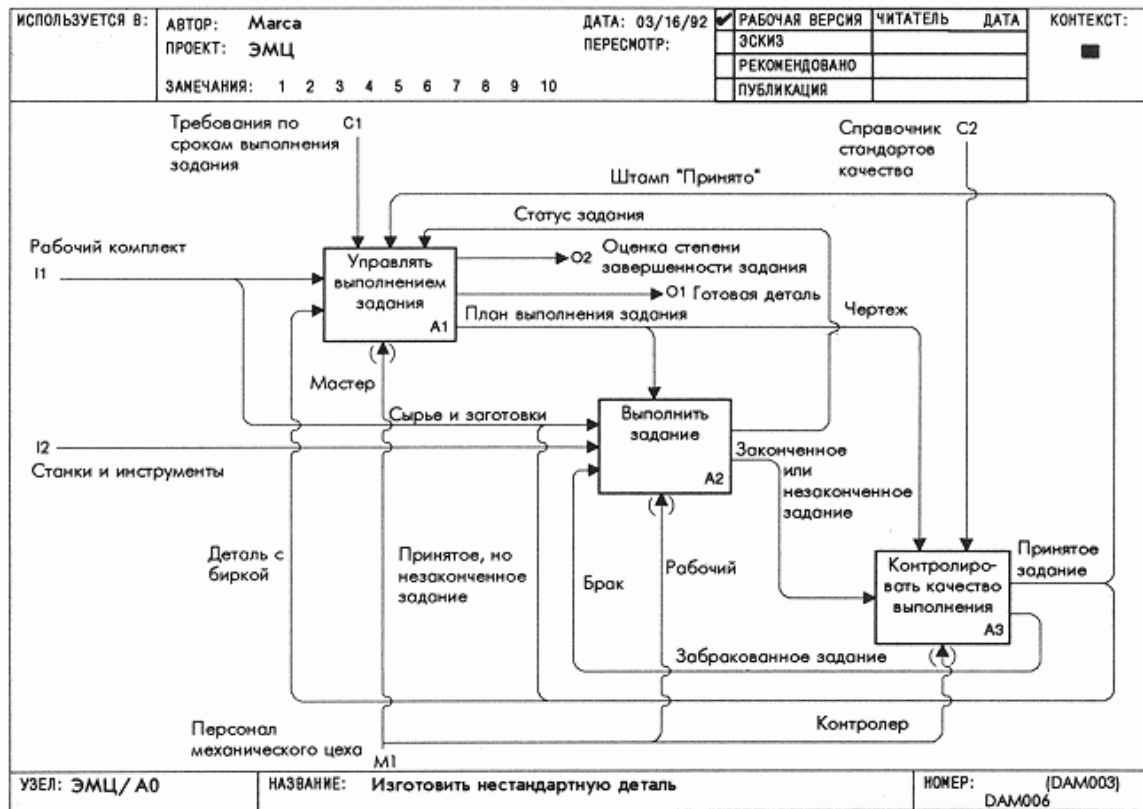 ИСПОЛЬЗУЕТСЯ В:
АВТОР: Marca
ДАТА: 03/16/92
РАБОЧАЯ ВЕРСИЯ
ЧИТАТЕЛЬ ДАТА
КОНТЕКСТ:
ПРОЕКТ: ЭМЦ
ПЕРЕСМОТР:
ЭСКИЗ
РЕКОМЕНДОВАНО
ЗАМЕЧАНИЯ: 1 2 3 4 5 6 7 8 9 10
ПУБЛИКАЦИЯ
Требования по
срокам выполнения
задания
C1
Справочник
стандартов
качества
C2
Штамп "Принято"
Статус задания
Рабочий комплект
I1
Управлять
выполнением
задания
A1
O2
Оценка степени
завершенности задания
O1 Готовая деталь
План выполнения задания
Чертеж
( )
Мастер
Сырье и заготовки
Выполнить
задание
A2
I2
Станки и инструменты
Законченное
или
незаконченное
задание
( )
Деталь с
биркой
Принятое, но
незаконченное
задание
Брак
Рабочий
Контролиро-
вать качество
выполнения
A3
Принятое
задание
Забракованное задание
( )
Персонал
механического цеха
M1
Контролер
УЗЕЛ: ЭМЦ/A0
НАЗВАНИЕ: Изготовить нестандартную деталь
НОМЕР: (DAM003)
DAM006